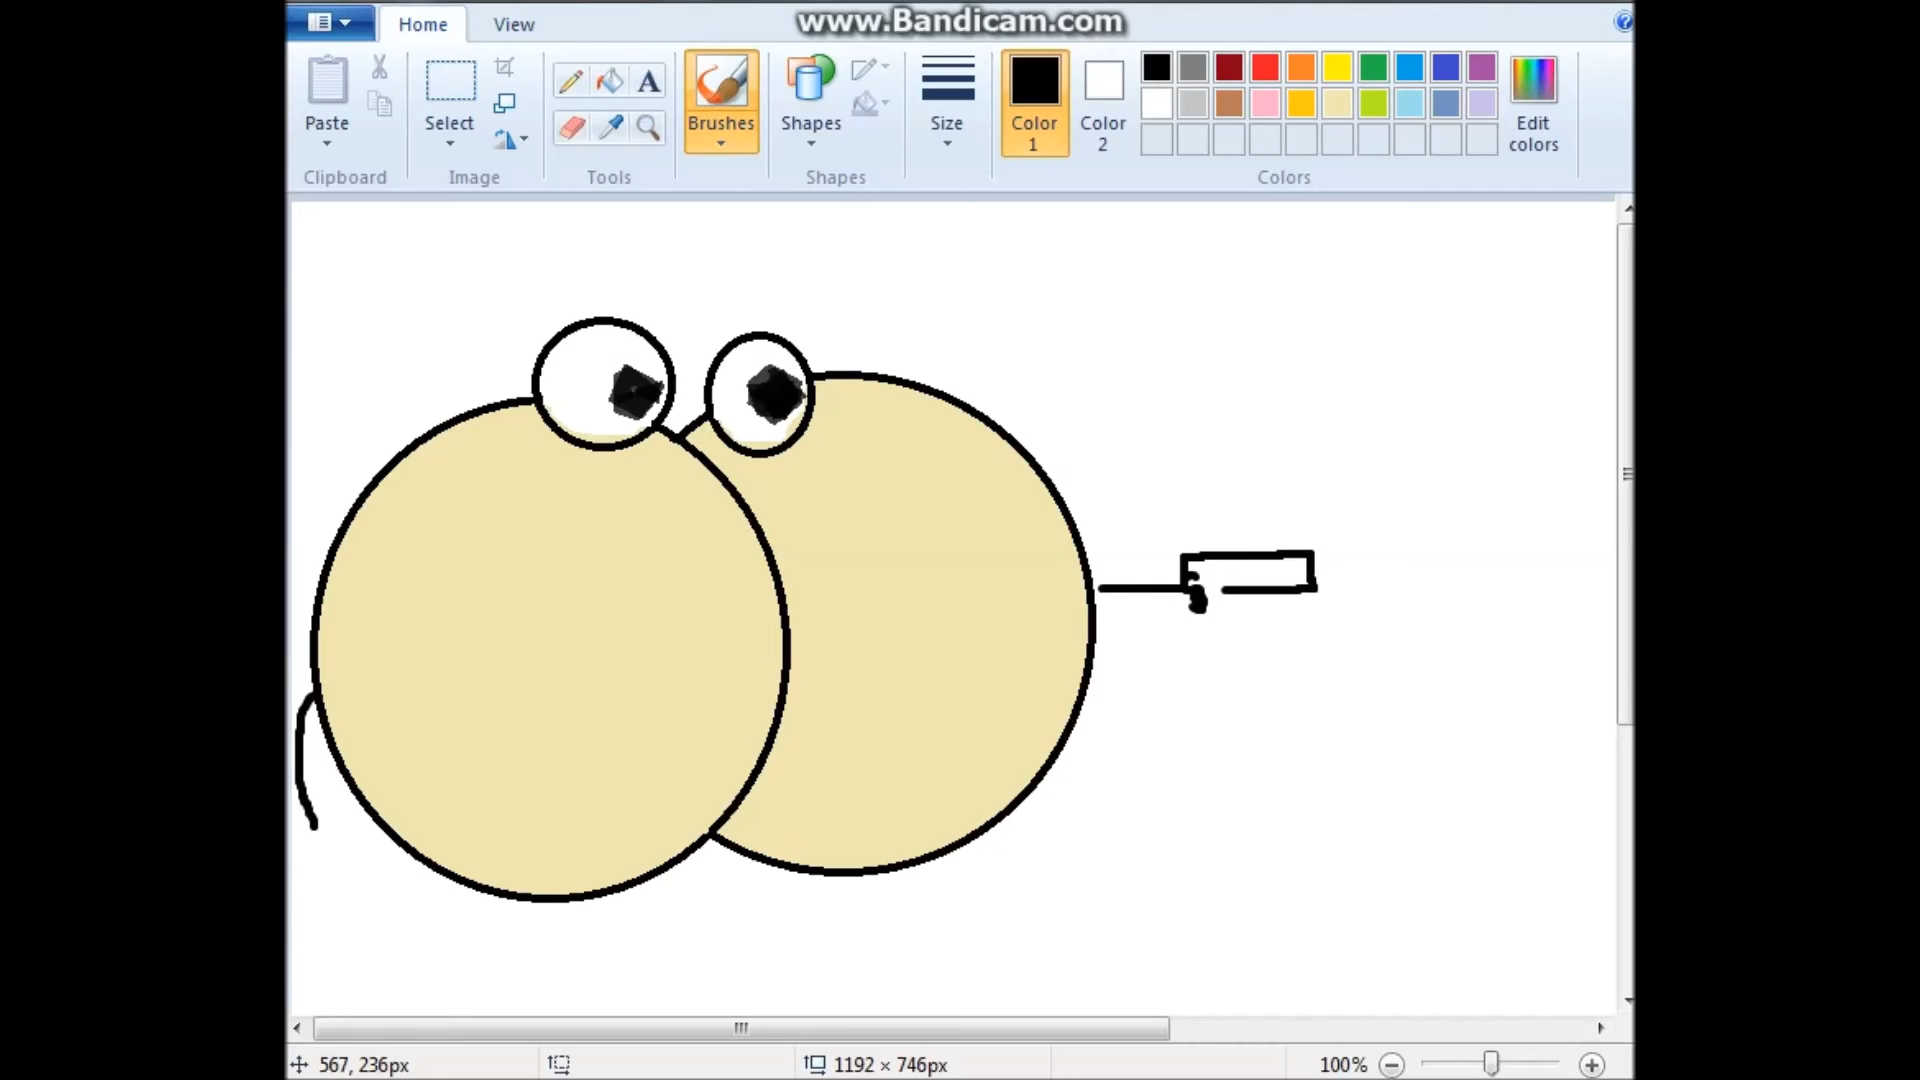 www.Bandicam.com
Home View
Paste Select Brushes Shapes Size Color 1 Color 2 Edit colors
Clipboard Image Tools Shapes Colors
567, 236px 1192 × 746px 100%